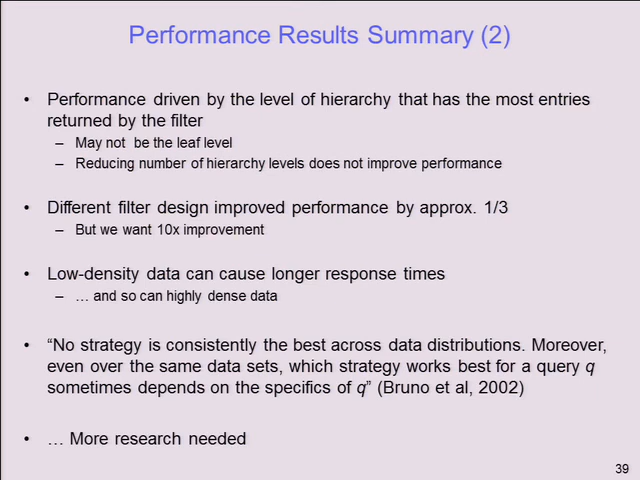 Performance Results Summary (2)
• Performance driven by the level of hierarchy that has the most entries
returned by the filter
– May not be the leaf level
– Reducing number of hierarchy levels does not improve performance
• Different filter design improved performance by approx. 1/3
– But we want 10x improvement
• Low-density data can cause longer response times
– … and so can highly dense data
• “No strategy is consistently the best across data distributions. Moreover,
even over the same data sets, which strategy works best for a query q
sometimes depends on the specifics of q” (Bruno et al, 2002)
• … More research needed
39